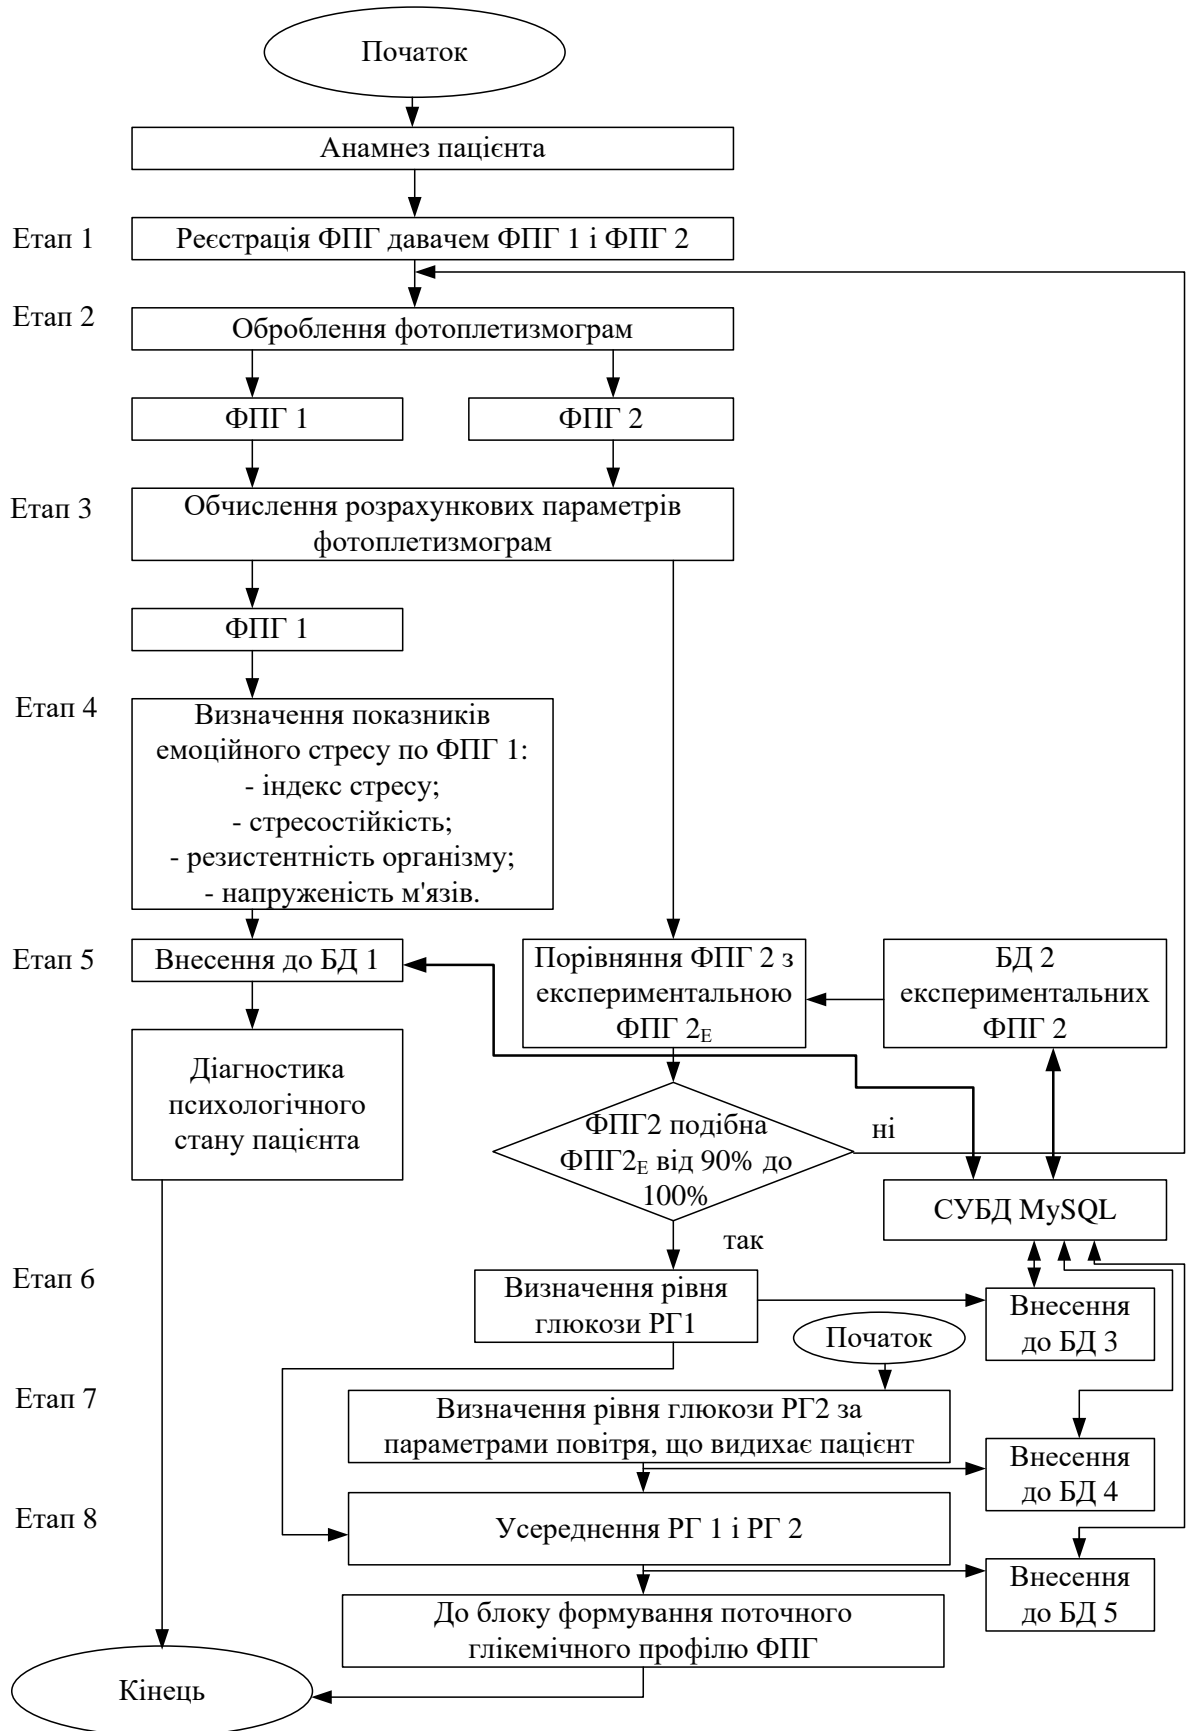 Початок
Анамнез пацієнта
Етап 1
Реєстрація ФПГ давачем ФПГ 1 і ФПГ 2
Етап 2
Оброблення фотоплетизмограм
ФПГ 1
ФПГ 2
Етап 3
Обчислення розрахункових параметрів
фотоплетизмограм
ФПГ 1
Етап 4
Визначення показників
емоційного стресу по ФПГ 1:
- індекс стресу;
- стресостійкість;
- резистентність організму;
- напруженість м'язів.
Етап 5
Внесення до БД 1
Порівняння ФПГ 2 з
експериментальною
ФПГ 2E
БД 2
експериментальних
ФПГ 2
Діагностика
психологічного
стану пацієнта
ФПГ2 подібна
ФПГ2E від 90% до
100%
ні
СУБД MySQL
так
Етап 6
Визначення рівня
глюкози РГ1
Внесення
до БД 3
Початок
Етап 7
Визначення рівня глюкози РГ2 за
параметрами повітря, що видихає пацієнт
Внесення
до БД 4
Етап 8
Усереднення РГ 1 і РГ 2
Внесення
до БД 5
До блоку формування поточного
глікемічного профілю ФПГ
Кінець